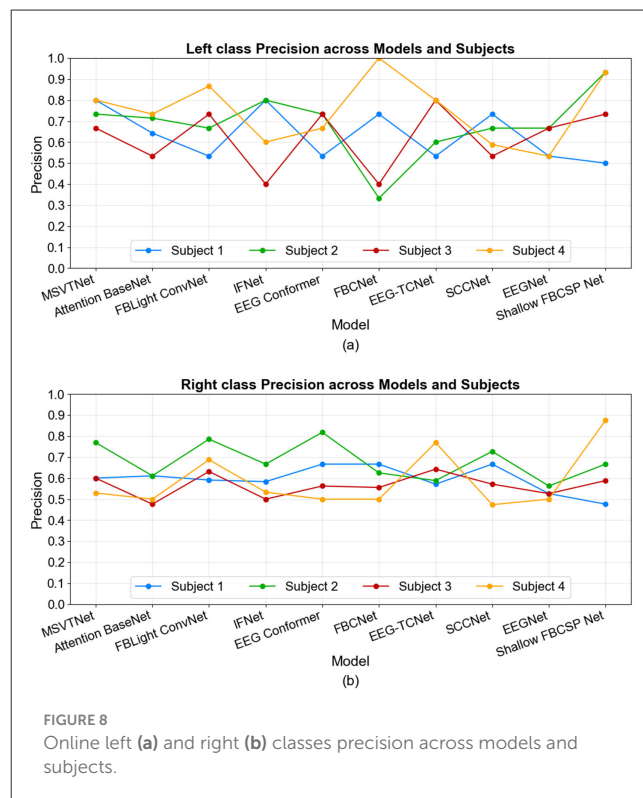 Left class Precision across Models and Subjects
1.0
0.9
0.8
0.7
0.6
0.5
0.4
0.3
0.2
0.1
0.0
Precision
Subject 1 Subject 2 Subject 3 Subject 4
MSVTNet
Attention BaseNet
FBLight ConvNet
IFNet
EEG Conformer
FBCNet
EEG-TCNet
SCCNet
EEGNet
Shallow FBCSP Net
Model
(a)
Right class Precision across Models and Subjects
1.0
0.9
0.8
0.7
0.6
0.5
0.4
0.3
0.2
0.1
0.0
Precision
Subject 1 Subject 2 Subject 3 Subject 4
MSVTNet
Attention BaseNet
FBLight ConvNet
IFNet
EEG Conformer
FBCNet
EEG-TCNet
SCCNet
EEGNet
Shallow FBCSP Net
Model
(b)
FIGURE 8
Online left (a) and right (b) classes precision across models and
subjects.